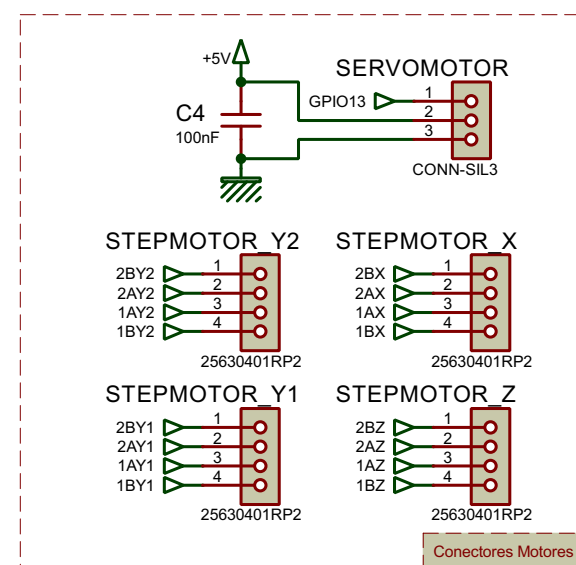 +5V
SERVOMOTOR
C4
100nF
GPIO13
1
2
3
CONN-SIL3
STEPMOTOR_Y2
2BY2 1
2AY2 2
1AY2 3
1BY2 4
25630401RP2
STEPMOTOR_X
2BX 1
2AX 2
1AX 3
1BX 4
25630401RP2
STEPMOTOR_Y1
2BY1 1
2AY1 2
1AY1 3
1BY1 4
25630401RP2
STEPMOTOR_Z
2BZ 1
2AZ 2
1AZ 3
1BZ 4
25630401RP2
Conectores Motores